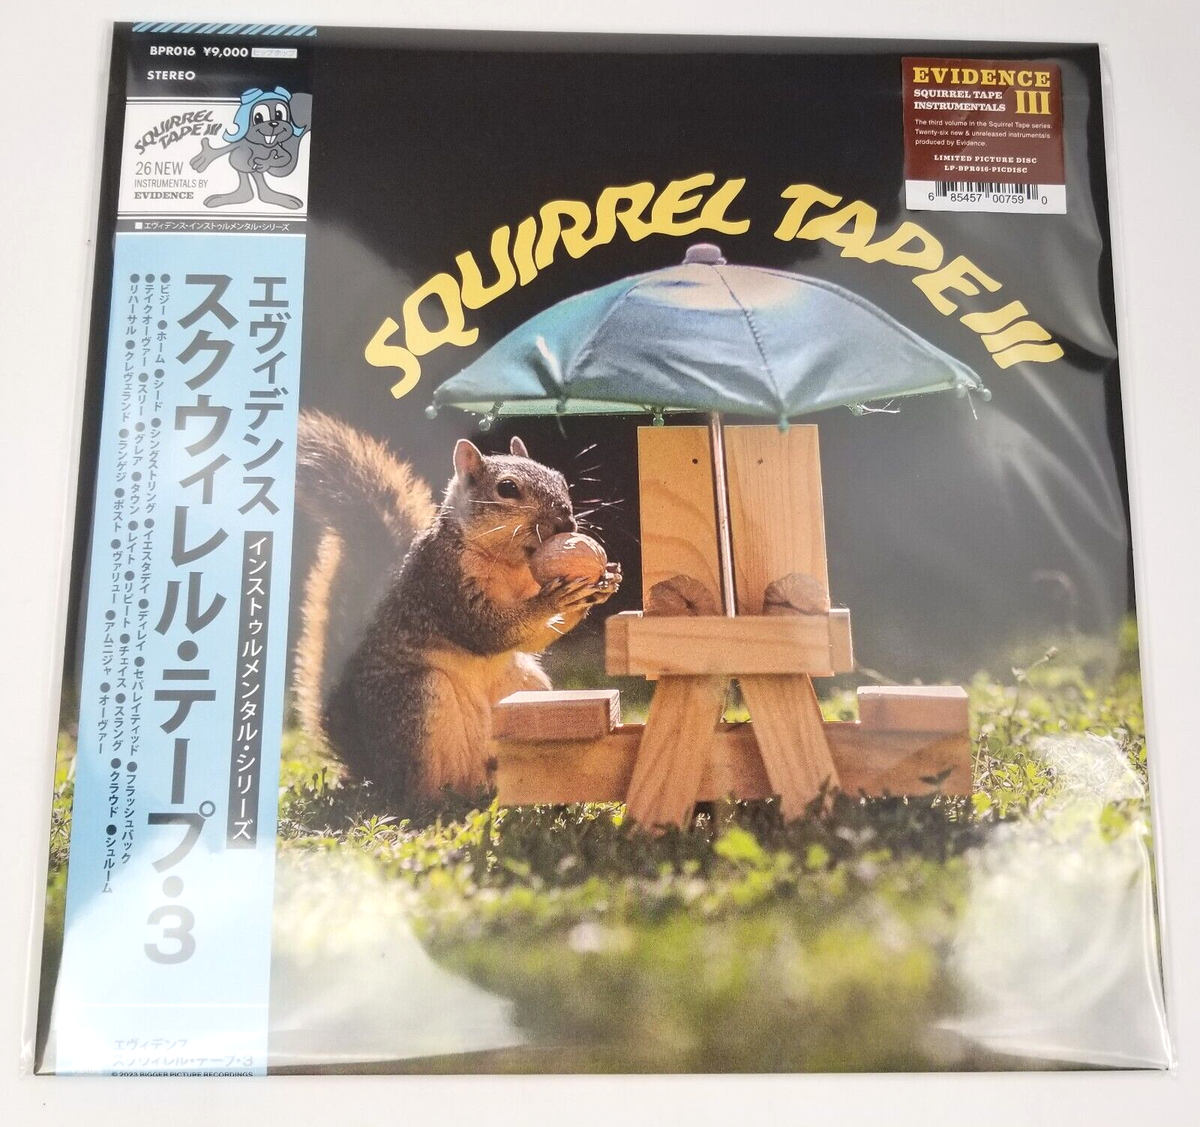 BPR016 ¥9,000 ヒップホップ
STEREO
SQUIRREL
TAPE III
26 NEW
INSTRUMENTALS BY
EVIDENCE
■エヴィデンス・インストゥルメンタル・シリーズ
エヴィデンス インストゥルメンタル・シリーズ
スクウィレル・テープ・3
●ビジー ●ホーム ●シード ●シングストリング ●イエスタデイ ●ディレイ ●セパレイティッド ●フラッシュバック
●テイクオーヴァー ●スリー ●グレア ●タウン ●レイト ●リピート ●チェイス ●スラング ●クラウド ●シュルーム
●リハーサル ●クレヴェランド ●ランゲジ ●ポスト ●ヴァリュー ●アムニジャ ●オーヴァー
エヴィデンス
スクウィレル・テープ・3
© 2023 BIGGER PICTURE RECORDINGS
SQUIRREL TAPE III
EVIDENCE
SQUIRREL TAPE
INSTRUMENTALS III
The third volume in the Squirrel Tape series.
Twenty-six new & unreleased instrumentals
produced by Evidence.
LIMITED PICTURE DISC
LP-BPR016-PICDISC
6 85457 00759 0